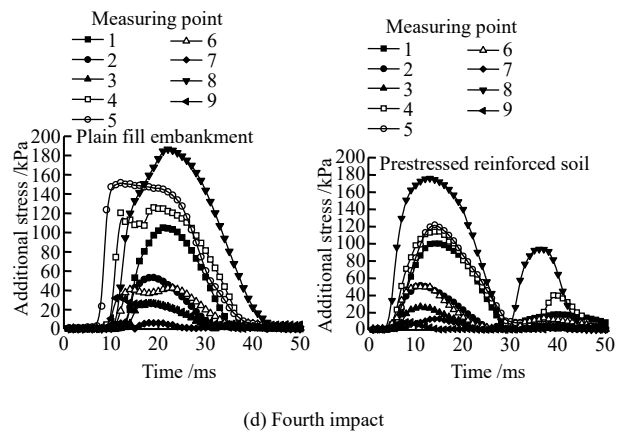 Measuring point
1 6
2 7
3 8
4 9
5
Plain fill embankment
Additional stress /kPa
200
180
160
140
120
100
80
60
40
20
0 10 20 30 40 50
Time /ms
Measuring point
1 6
2 7
3 8
4 9
5
Prestressed reinforced soil
Additional stress /kPa
200
180
160
140
120
100
80
60
40
20
0
0 10 20 30 40 50
Time /ms
(d) Fourth impact